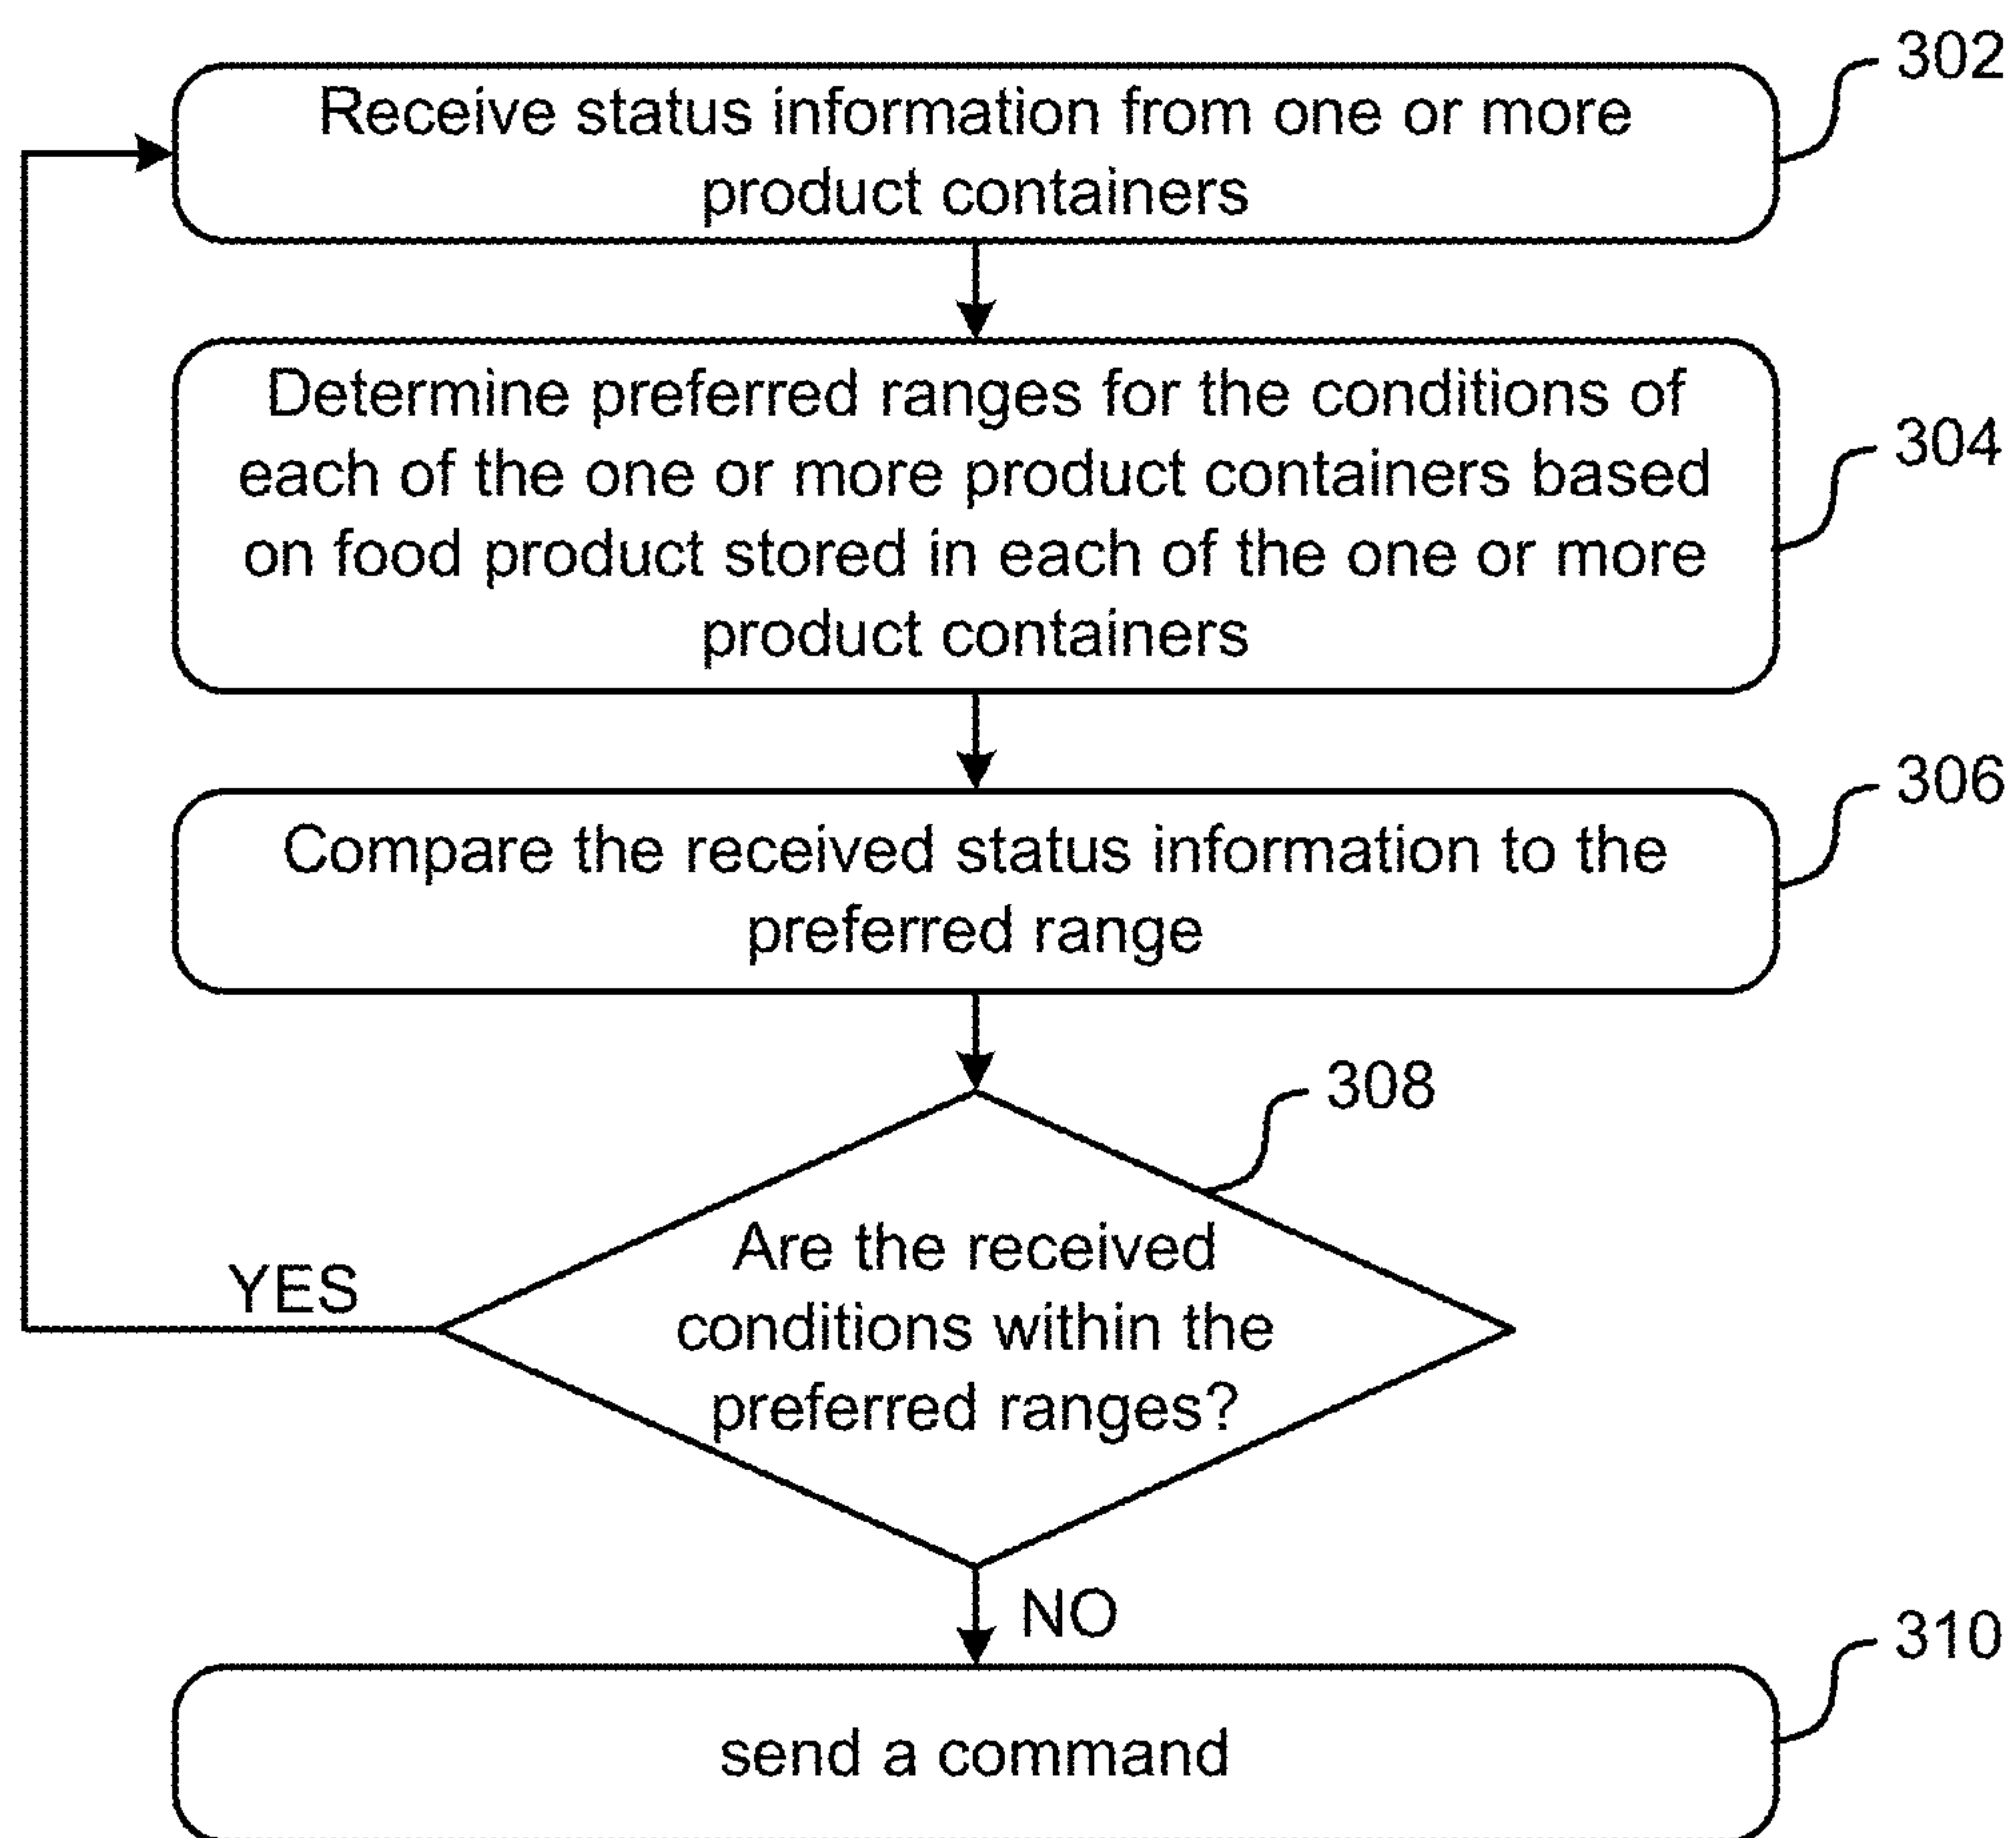 302
Receive status information from one or more
product containers
Determine preferred ranges for the conditions of
each of the one or more product containers based
on food product stored in each of the one or more
product containers
304
306
Compare the received status information to the
preferred range
308
Are the received
conditions within the
preferred ranges?
YES
NO
310
send a command